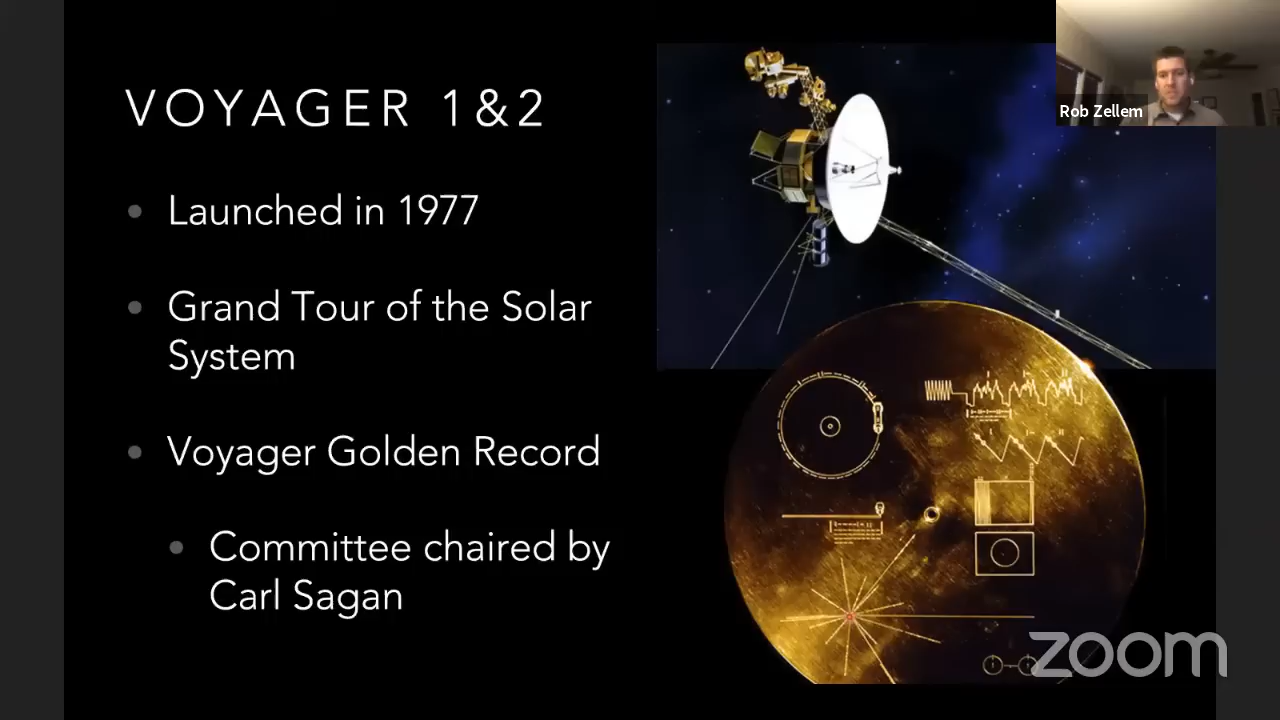 VOYAGER 1&2
Rob Zellem
Launched in 1977
Grand Tour of the Solar
System
Voyager Golden Record
Committee chaired by
Carl Sagan
zoom